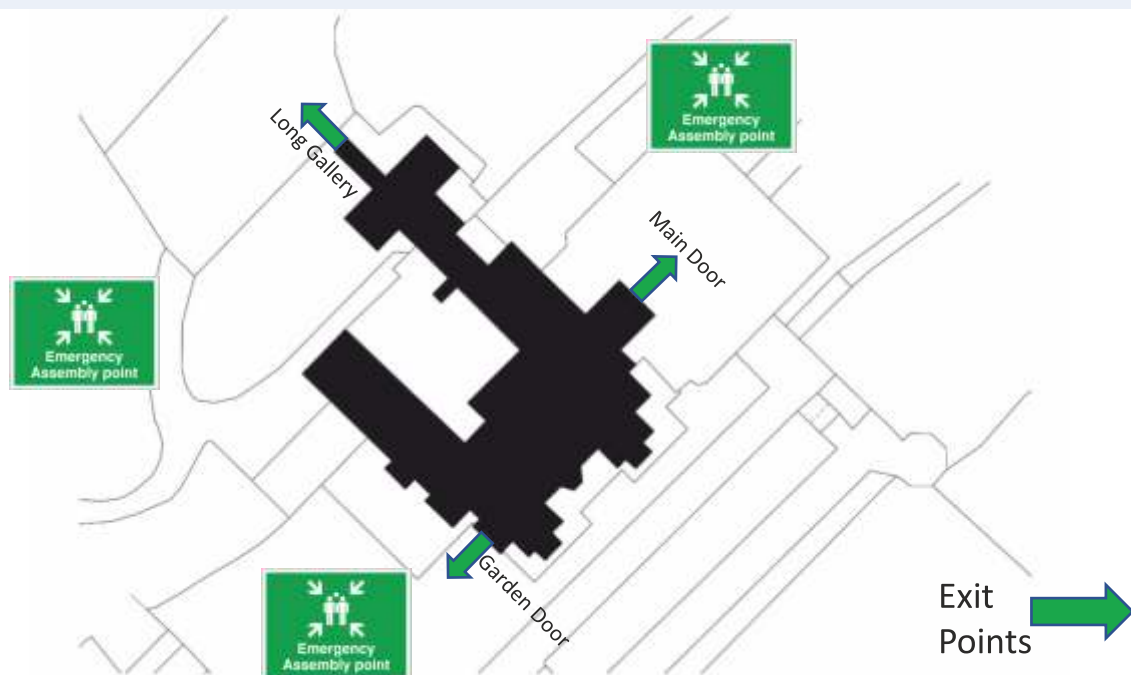 Emergency
Assembly point
Long Gallery
Main Door
Emergency
Assembly point
Garden Door
Emergency
Assembly point
Exit
Points